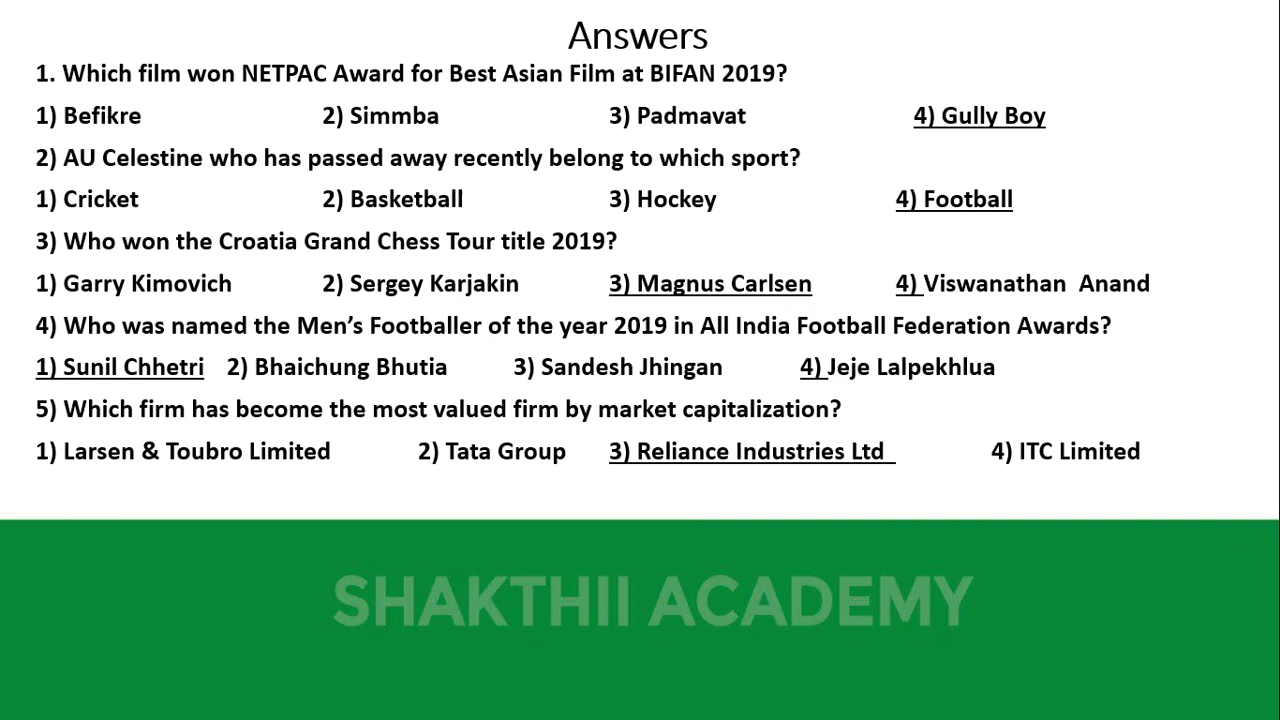 Answers
1. Which film won NETPAC Award for Best Asian Film at BIFAN 2019?
1) Befikre 2) Simmba 3) Padmavat 4) Gully Boy
2) AU Celestine who has passed away recently belong to which sport?
1) Cricket 2) Basketball 3) Hockey 4) Football
3) Who won the Croatia Grand Chess Tour title 2019?
1) Garry Kimovich 2) Sergey Karjakin 3) Magnus Carlsen 4) Viswanathan Anand
4) Who was named the Men’s Footballer of the year 2019 in All India Football Federation Awards?
1) Sunil Chhetri 2) Bhaichung Bhutia 3) Sandesh Jhingan 4) Jeje Lalpekhlua
5) Which firm has become the most valued firm by market capitalization?
1) Larsen & Toubro Limited 2) Tata Group 3) Reliance Industries Ltd 4) ITC Limited
SHAKTHII ACADEMY